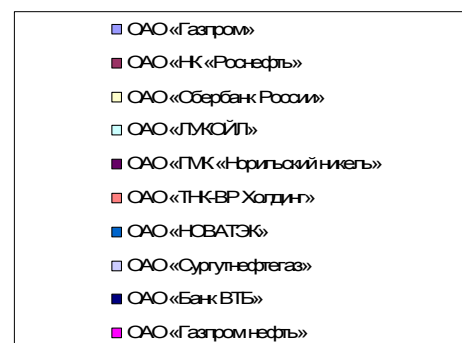 ОАО «Газпром»
ОАО «НК «Роснефть»
ОАО «Сбербанк России»
ОАО «ЛУКОЙЛ»
ОАО «ГМК «Норильский никель»
ОАО «ТНК-ВР Холдинг»
ОАО «НОВАТЭК»
ОАО «Сургутнефтегаз»
ОАО «Банк ВТБ»
ОАО «Газпром нефть»